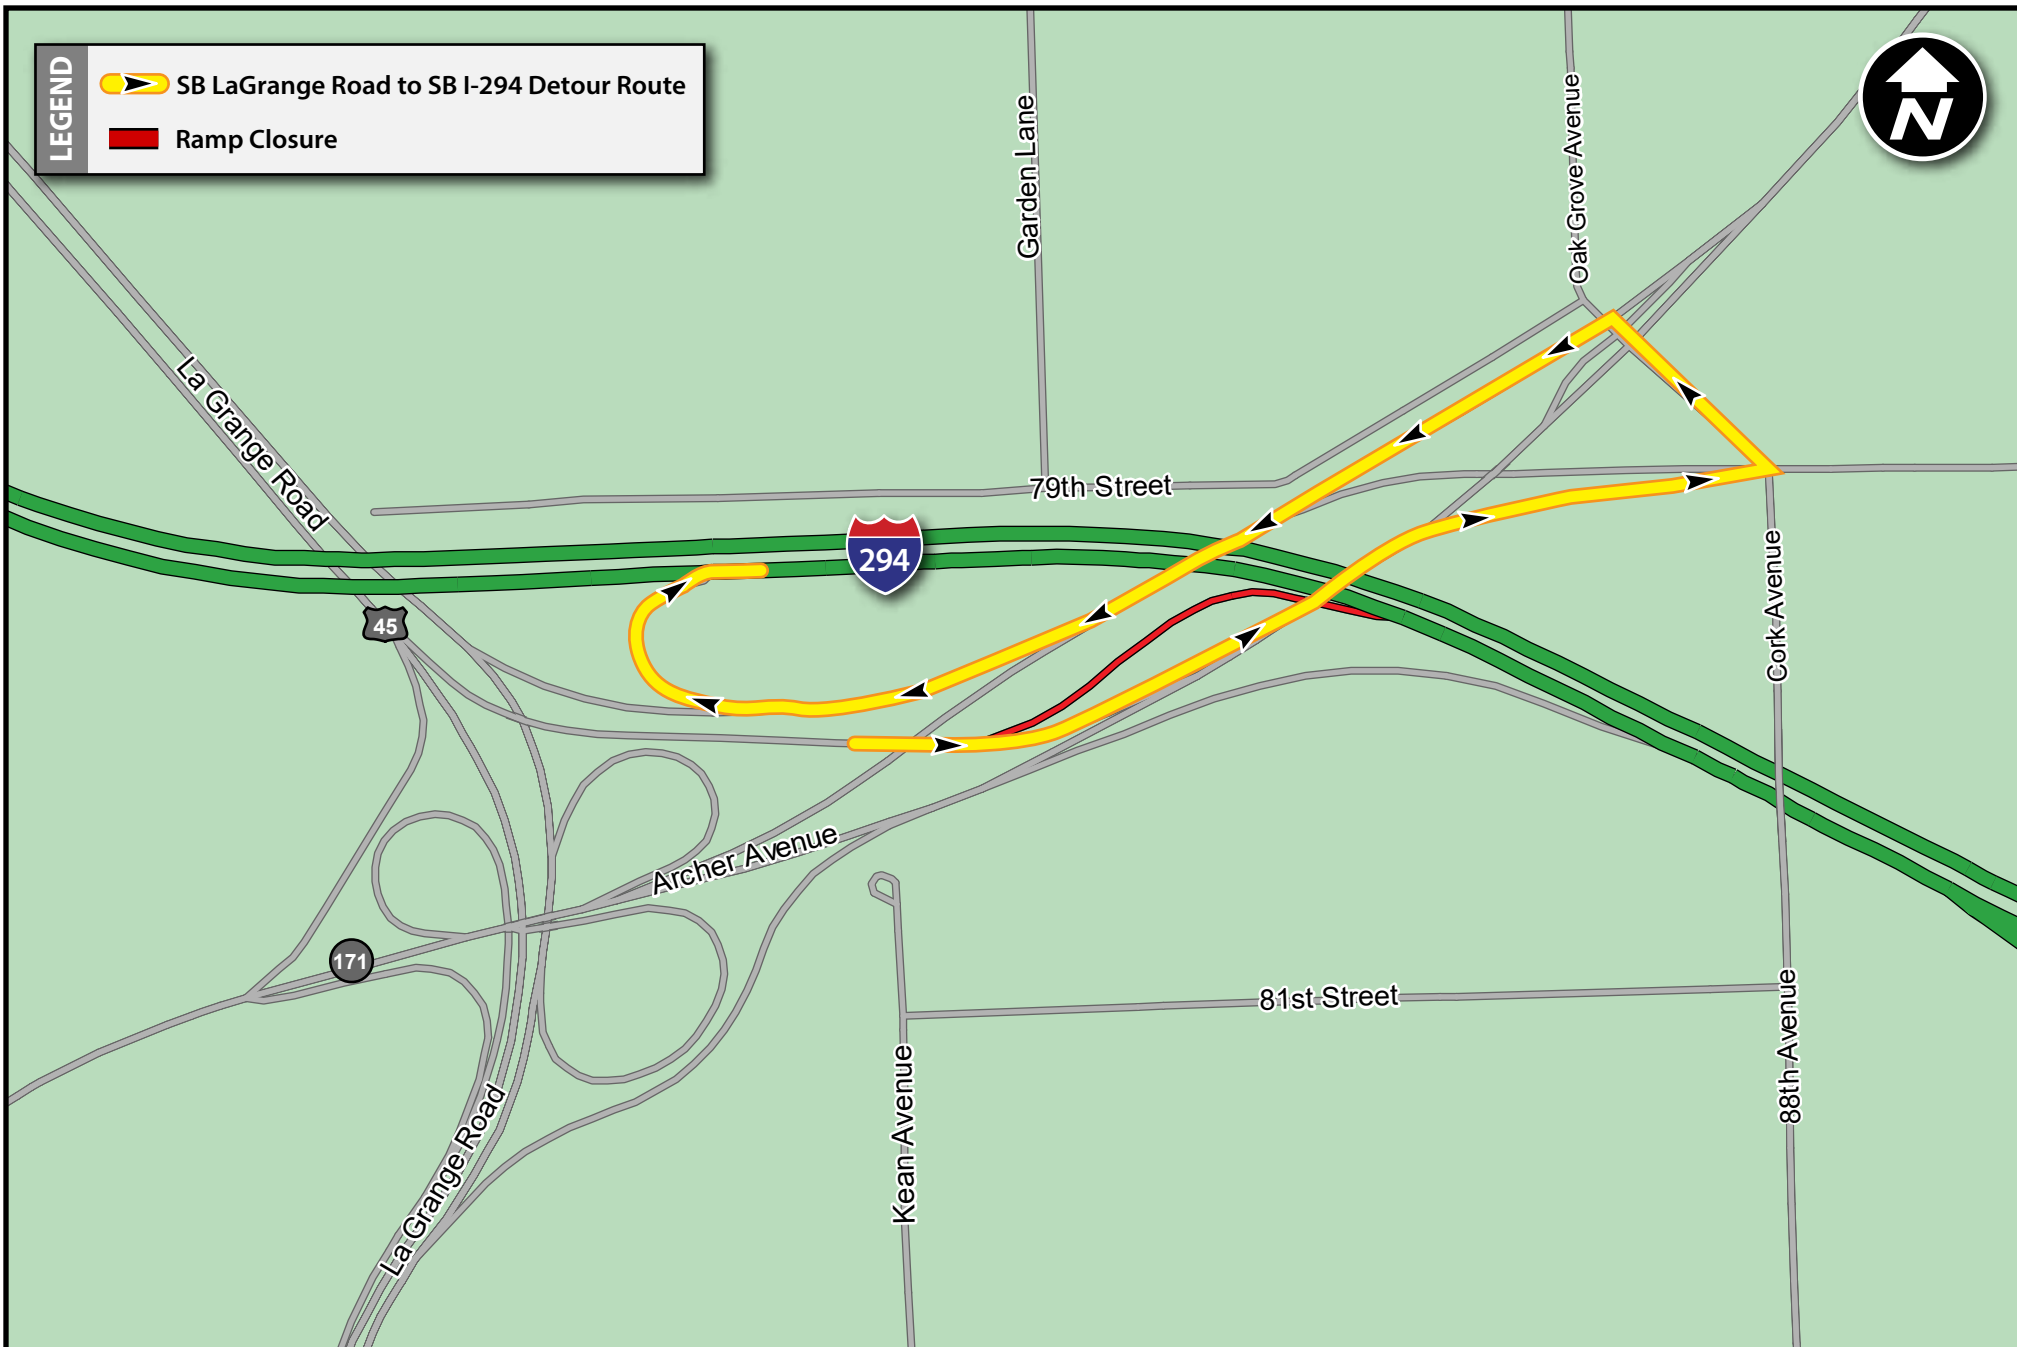 LEGEND
SB LaGrange Road to SB I-294 Detour Route
Ramp Closure
N
Garden Lane
Oak Grove Avenue
La Grange Road
79th Street
294
45
Cork Avenue
Archer Avenue
171
81st Street
88th Avenue
Kean Avenue
La Grange Road